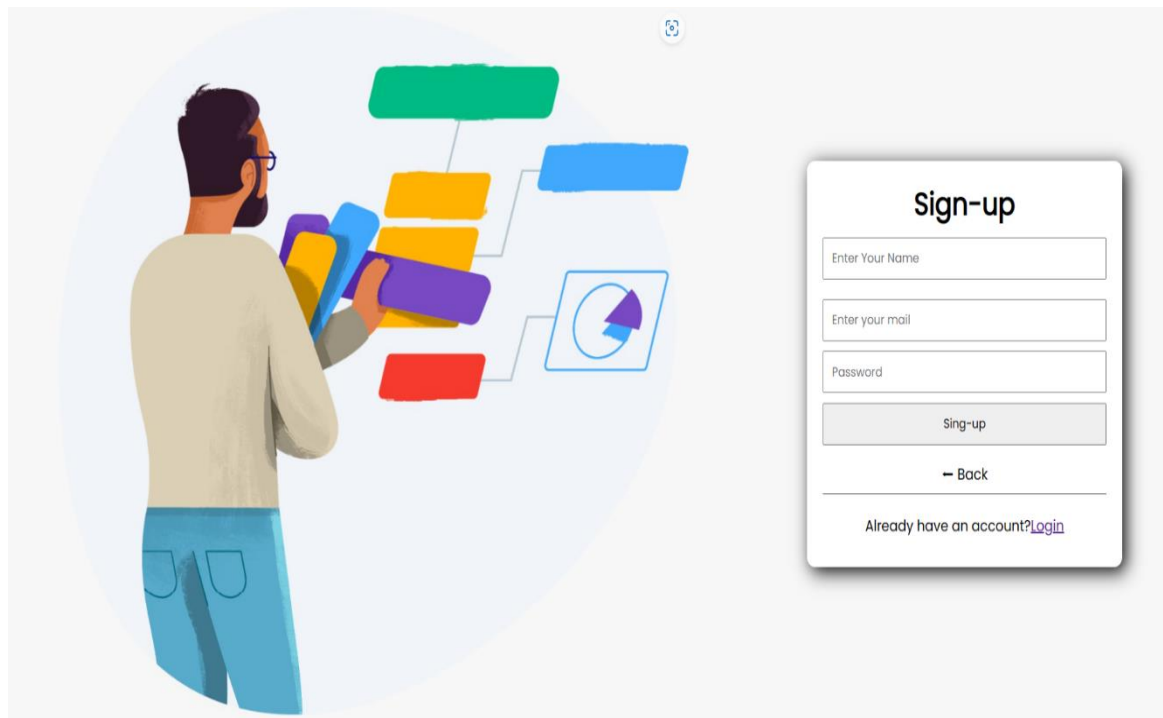 Sign-up
Enter Your Name
Enter your mail
Password
Sing-up
Back
Already have an account?Login